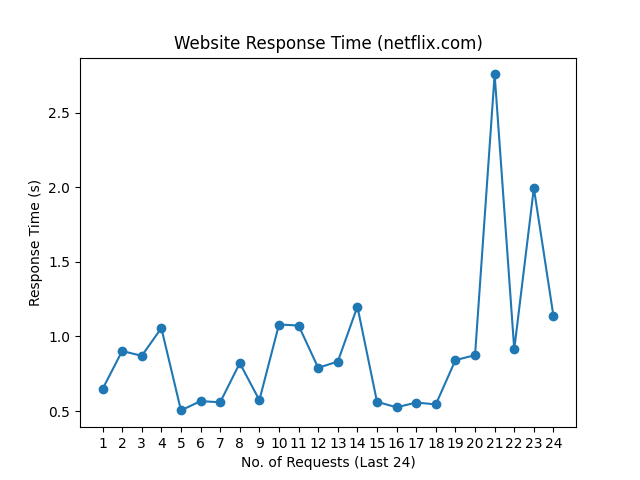 Website Response Time (netflix.com)
Response Time (s)
2.5
2.0
1.5
1.0
0.5
1 2 3 4 5 6 7 8 9 10 11 12 13 14 15 16 17 18 19 20 21 22 23 24
No. of Requests (Last 24)